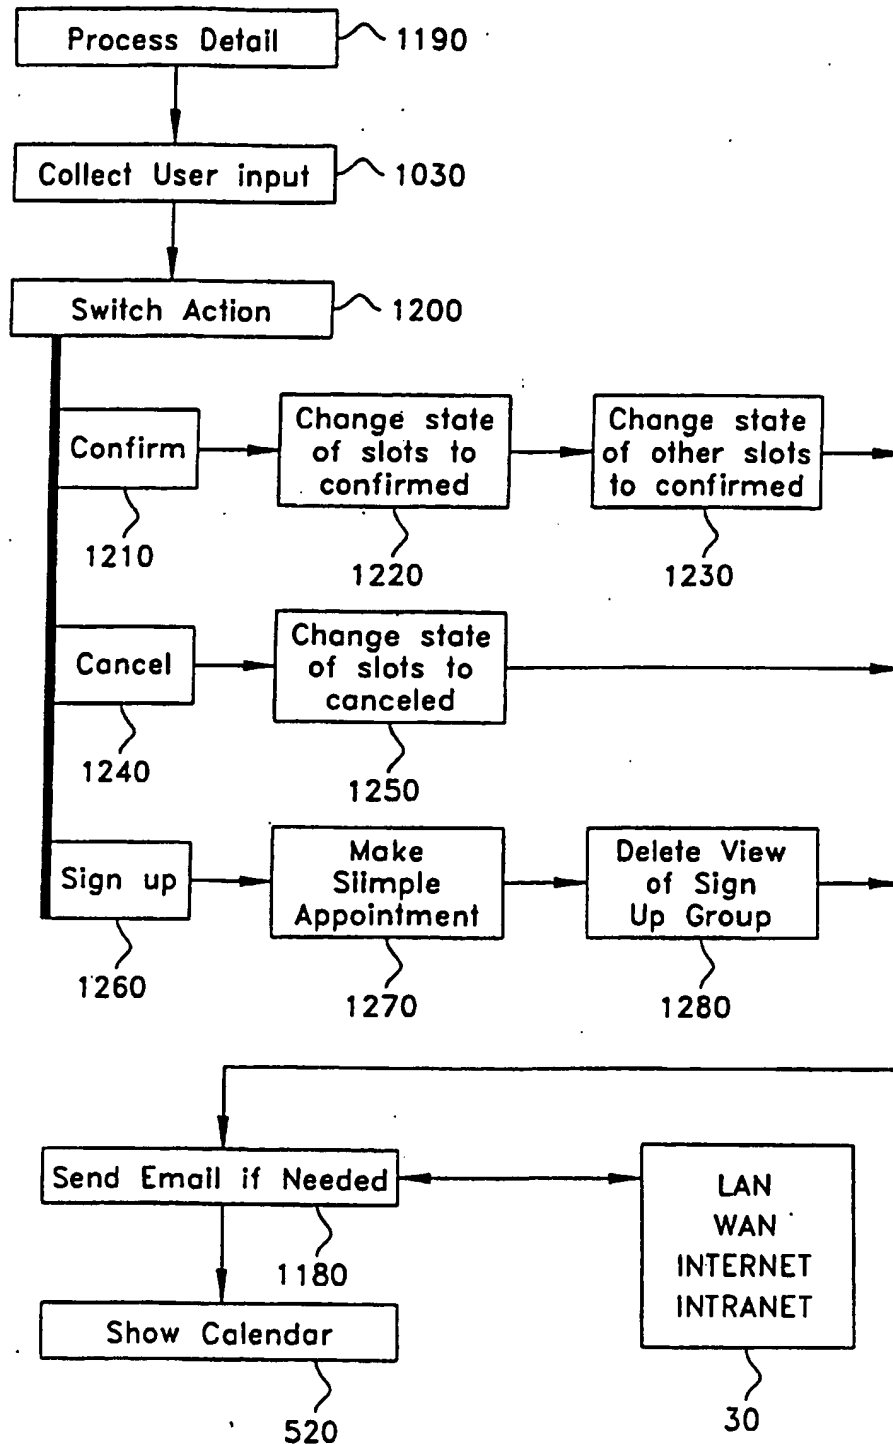 Process Detail
1190
Collect User input
1030
Switch Action
1200
Confirm
1210
Change state
of slots to
confirmed
1220
Change state
of other slots
to confirmed
1230
Cancel
1240
Change state
of slots to
canceled
1250
Sign up
1260
Make
Siimple
Appointment
1270
Delete View
of Sign
Up Group
1280
Send Email if Needed
1180
LAN
WAN
INTERNET
INTRANET
30
Show Calendar
520